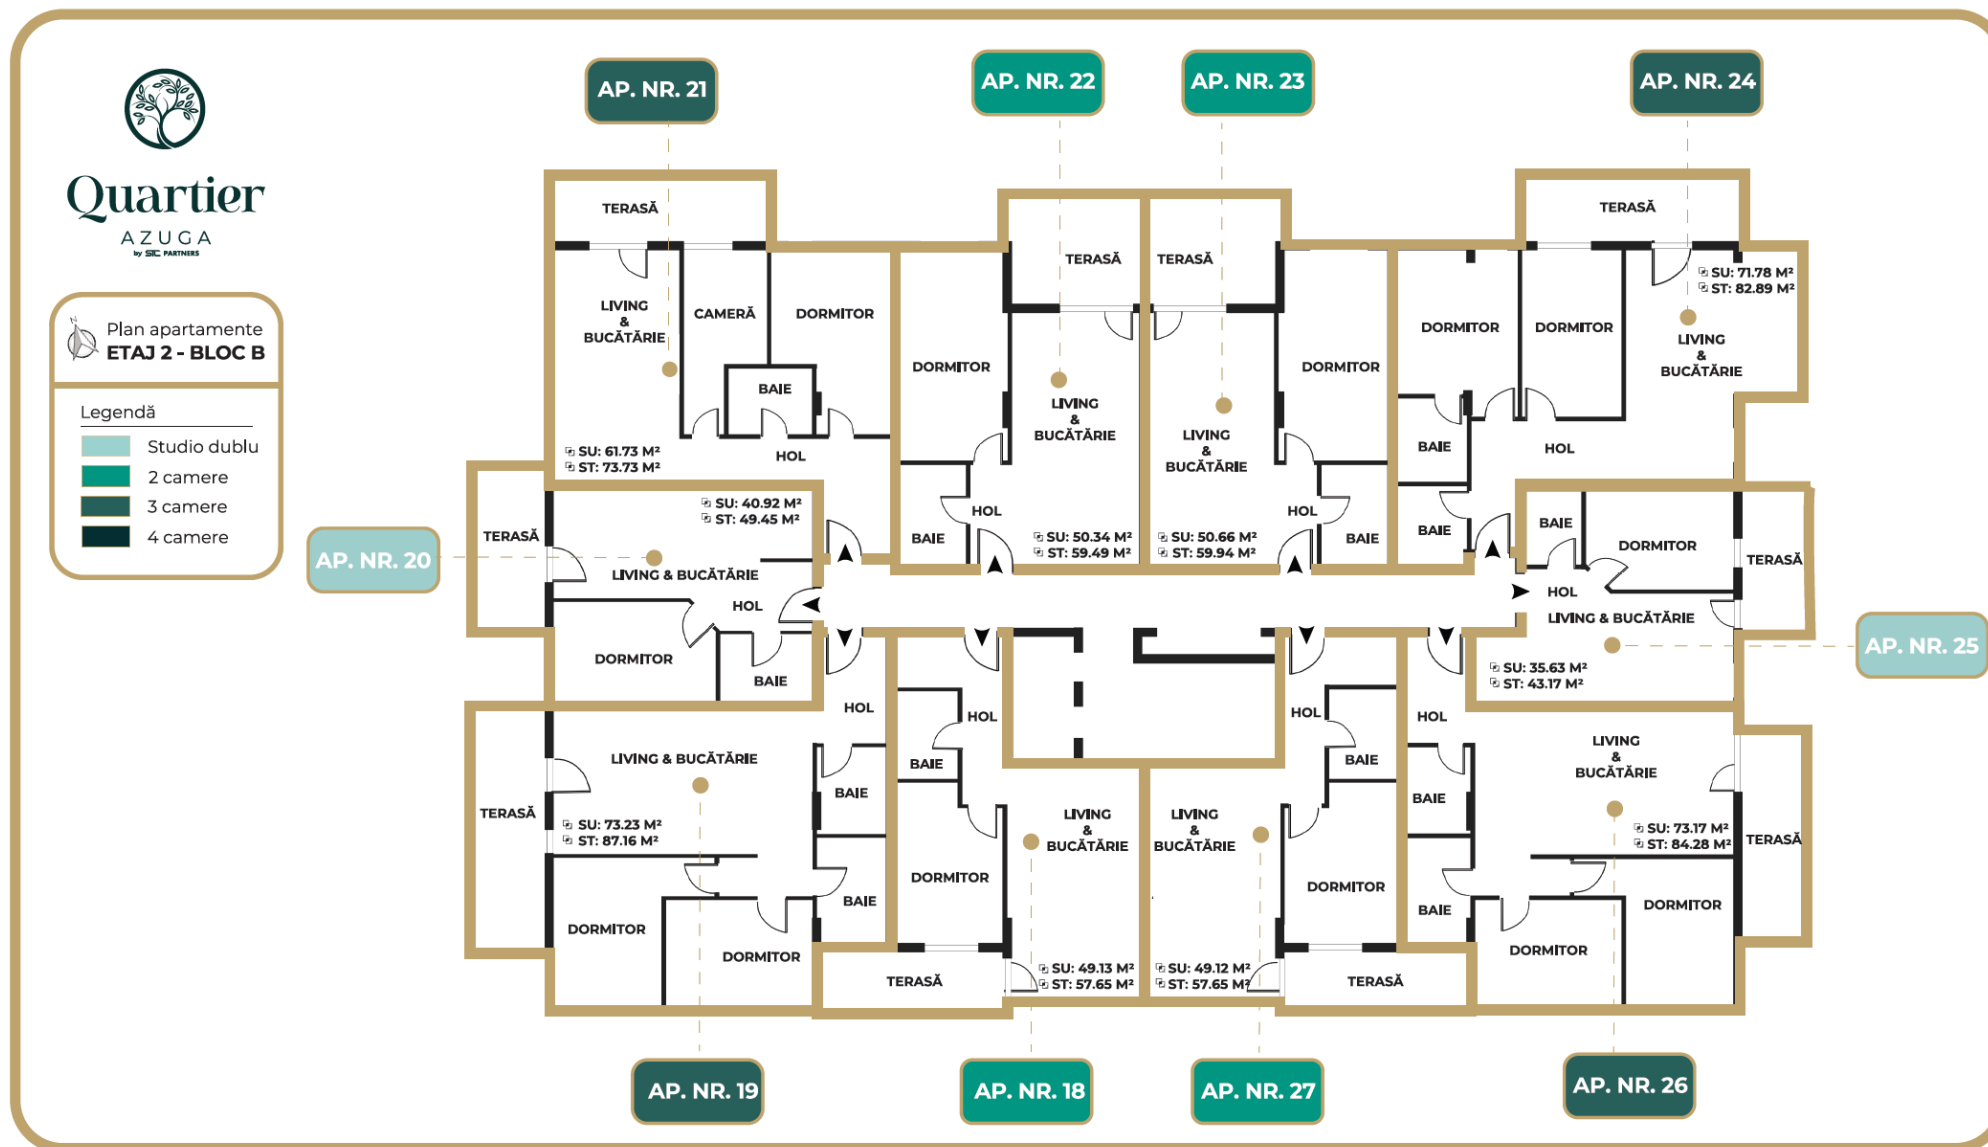 Quartier
AZUGA
by STC PARTNERS
N
Plan apartamente
ETAJ 2 - BLOC B
Legendă
Studio dublu
2 camere
3 camere
4 camere
AP. NR. 21
AP. NR. 22
AP. NR. 23
AP. NR. 24
TERASĂ
LIVING
&
BUCĂTĂRIE
CAMERĂ
DORMITOR
BAIE
HOL
SU: 61.73 M²
ST: 73.73 M²
TERASĂ
DORMITOR
LIVING
&
BUCĂTĂRIE
HOL
BAIE
SU: 50.34 M²
ST: 59.49 M²
TERASĂ
DORMITOR
LIVING
&
BUCĂTĂRIE
HOL
BAIE
SU: 50.66 M²
ST: 59.94 M²
TERASĂ
SU: 71.78 M²
ST: 82.89 M²
DORMITOR
DORMITOR
LIVING
&
BUCĂTĂRIE
BAIE
HOL
BAIE
AP. NR. 20
SU: 40.92 M²
ST: 49.45 M²
TERASĂ
LIVING & BUCĂTĂRIE
HOL
DORMITOR
BAIE
BAIE
DORMITOR
TERASĂ
HOL
LIVING & BUCĂTĂRIE
SU: 35.63 M²
ST: 43.17 M²
AP. NR. 25
HOL
LIVING & BUCĂTĂRIE
BAIE
TERASĂ
SU: 73.23 M²
ST: 87.16 M²
BAIE
DORMITOR
DORMITOR
HOL
BAIE
LIVING
&
BUCĂTĂRIE
DORMITOR
TERASĂ
SU: 49.13 M²
ST: 57.65 M²
HOL
BAIE
LIVING
&
BUCĂTĂRIE
DORMITOR
SU: 49.12 M²
ST: 57.65 M²
TERASĂ
HOL
LIVING
&
BUCĂTĂRIE
BAIE
SU: 73.17 M²
ST: 84.28 M²
TERASĂ
BAIE
DORMITOR
DORMITOR
AP. NR. 19
AP. NR. 18
AP. NR. 27
AP. NR. 26